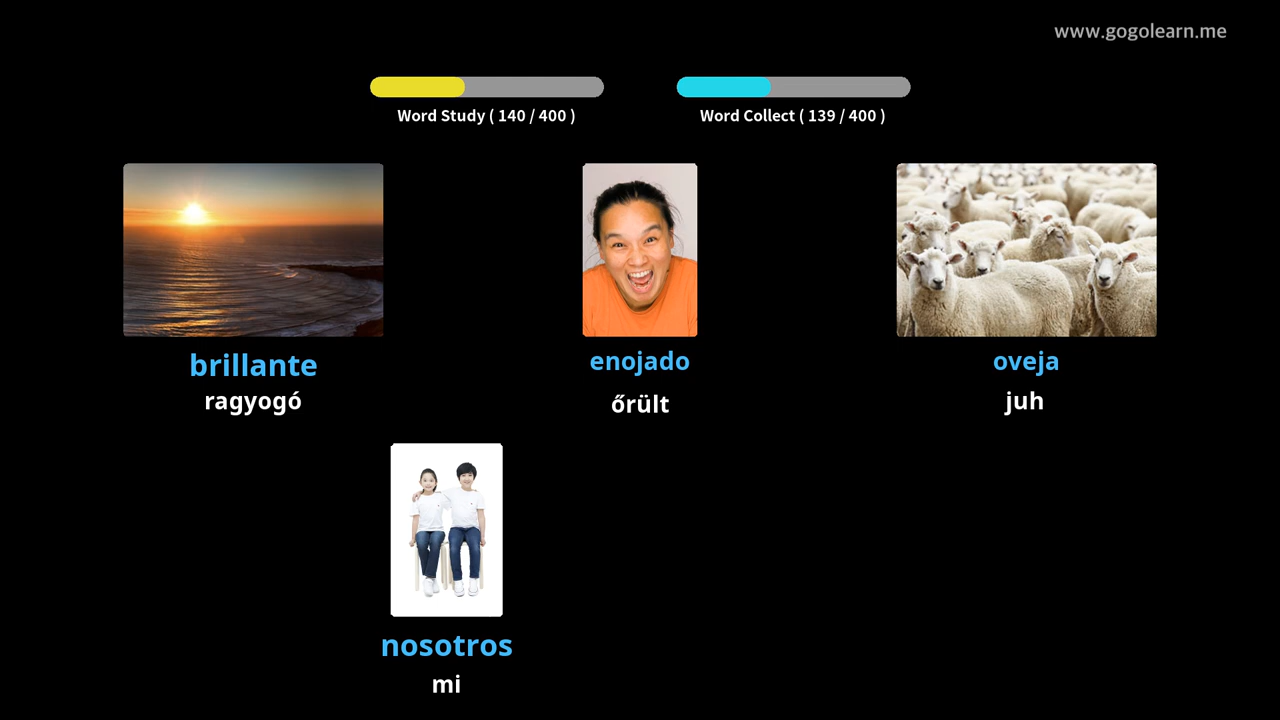 www.gogolearn.me
Word Study ( 140 / 400 )
Word Collect ( 139 / 400 )
brillante
ragyogó
enojado
őrült
oveja
juh
nosotros
mi